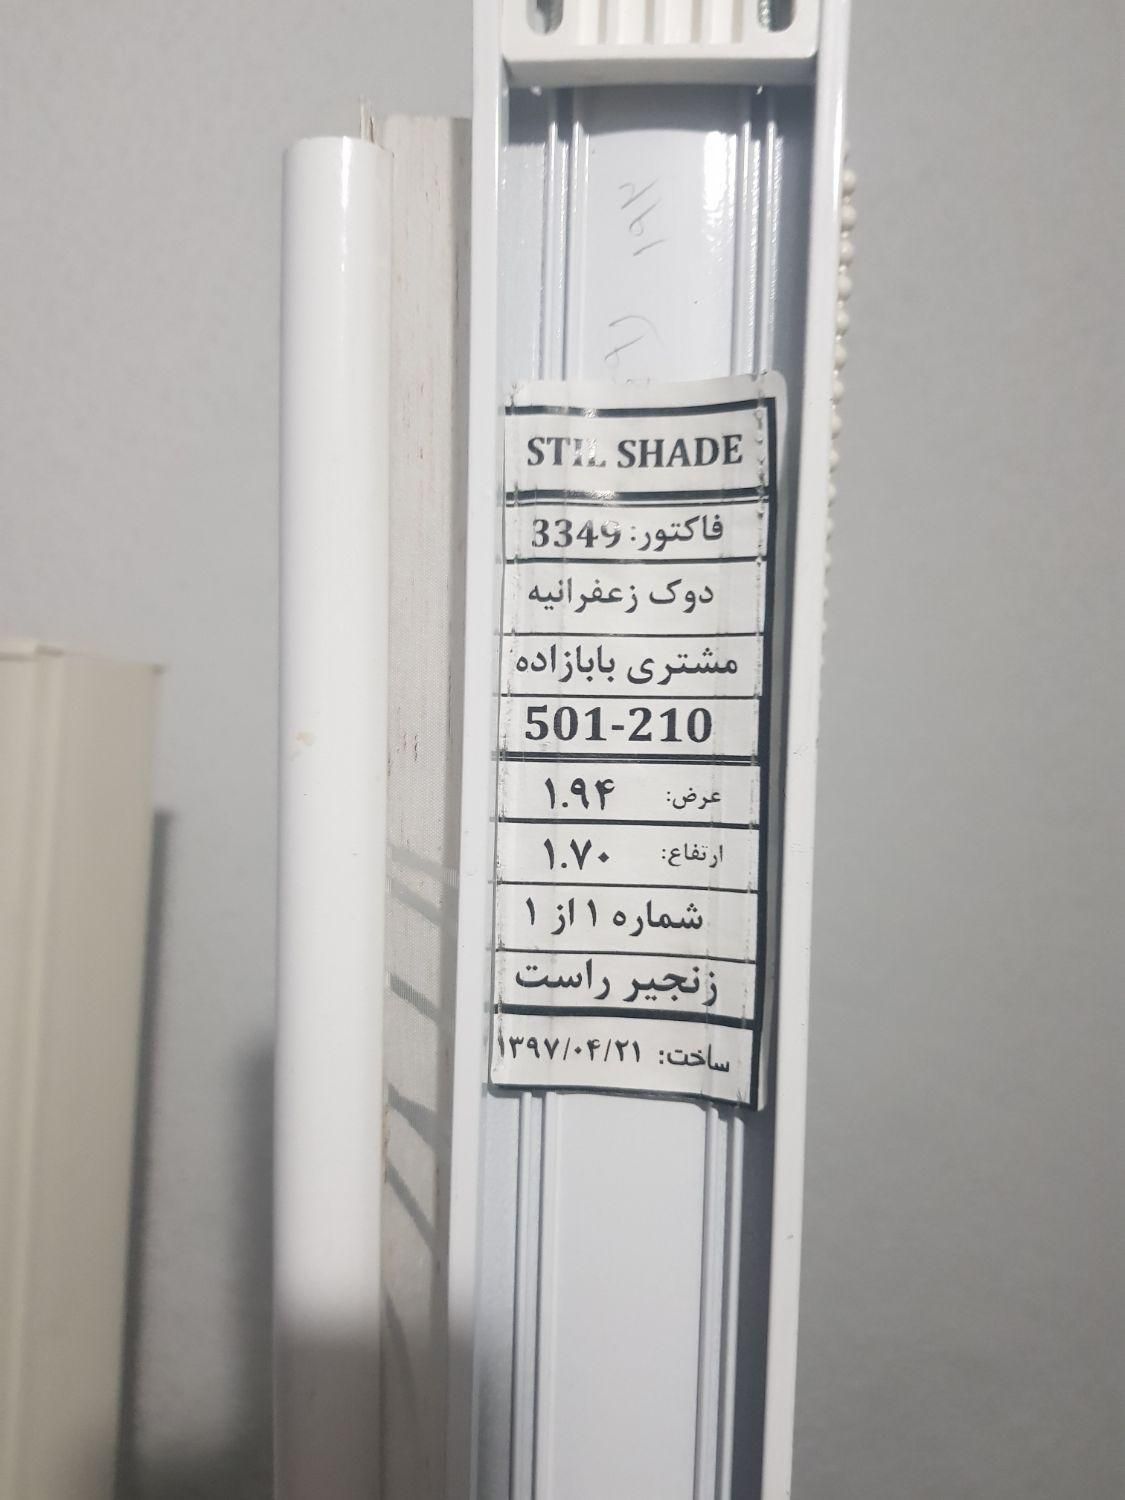 STIL SHADE
فاکتور: 3349
دوک زعفرانیه
مشتری بابازاده
501-210
عرض: ۱.۹۴
ارتفاع: ۱.۷۰
شماره ۱ از ۱
زنجیر راست
ساخت: ۱۳۹۷/۰۴/۲۱